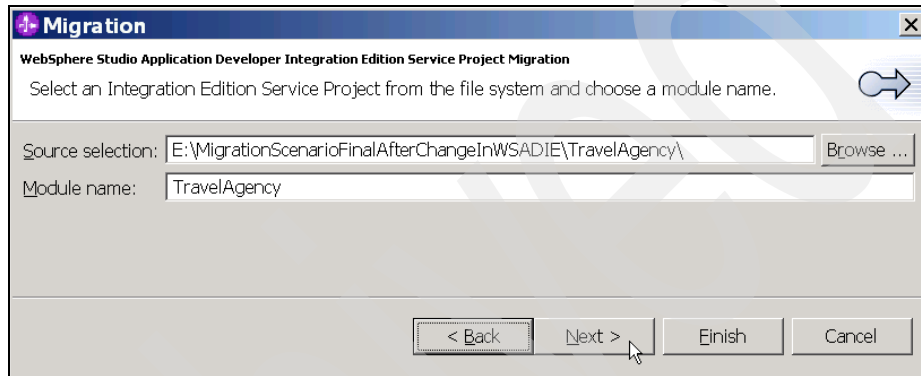 Migration
WebSphere Studio Application Developer Integration Edition Service Project Migration
Select an Integration Edition Service Project from the file system and choose a module name.
Source selection: E:\MigrationScenarioFinalAfterChangeInWSADIE\TravelAgency\ Browse ...
Module name: TravelAgency
< Back Next > Finish Cancel